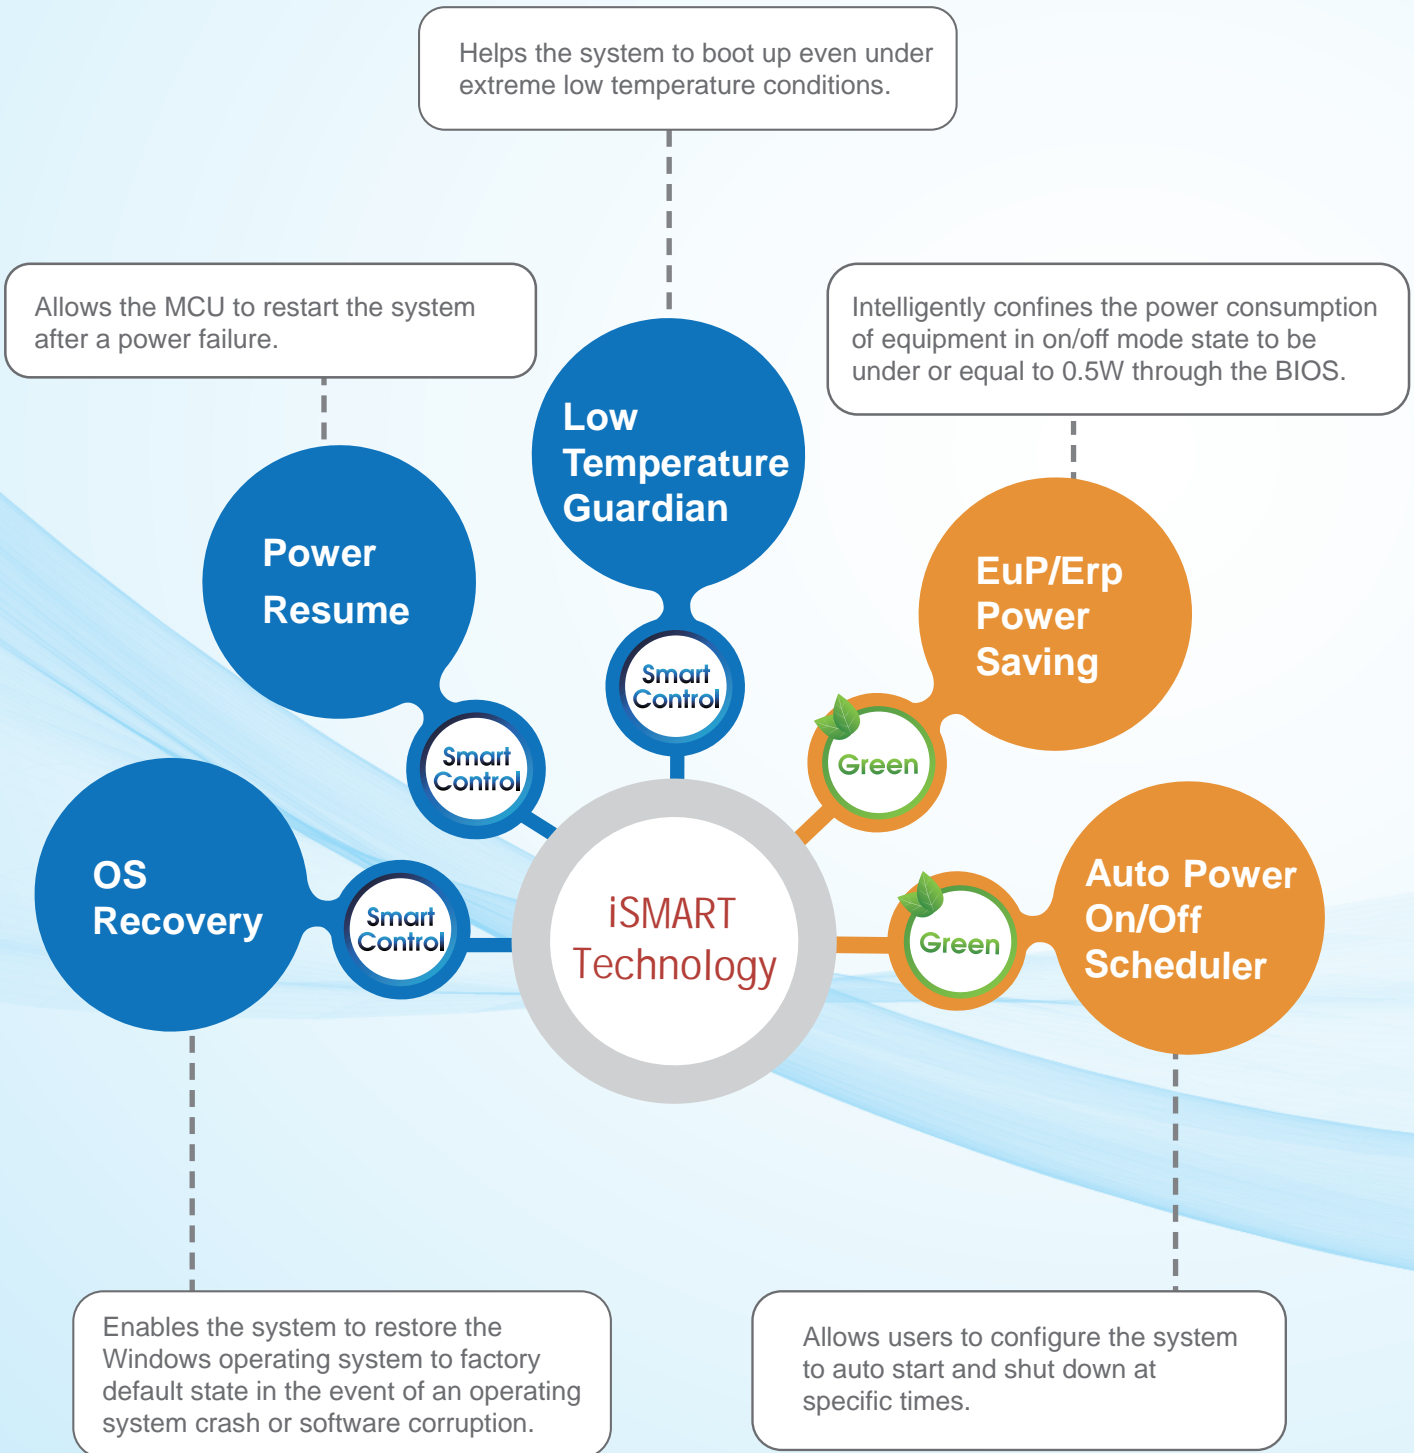 Helps the system to boot up even under
extreme low temperature conditions.
Allows the MCU to restart the system
after a power failure.
Intelligently confines the power consumption
of equipment in on/off mode state to be
under or equal to 0.5W through the BIOS.
Low
Temperature
Guardian
Power
Resume
EuP/Erp
Power
Saving
Smart
Control
Smart
Control
Green
OS
Recovery
Smart
Control
iSMART
Technology
Green
Auto Power
On/Off
Scheduler
Enables the system to restore the
Windows operating system to factory
default state in the event of an operating
system crash or software corruption.
Allows users to configure the system
to auto start and shut down at
specific times.